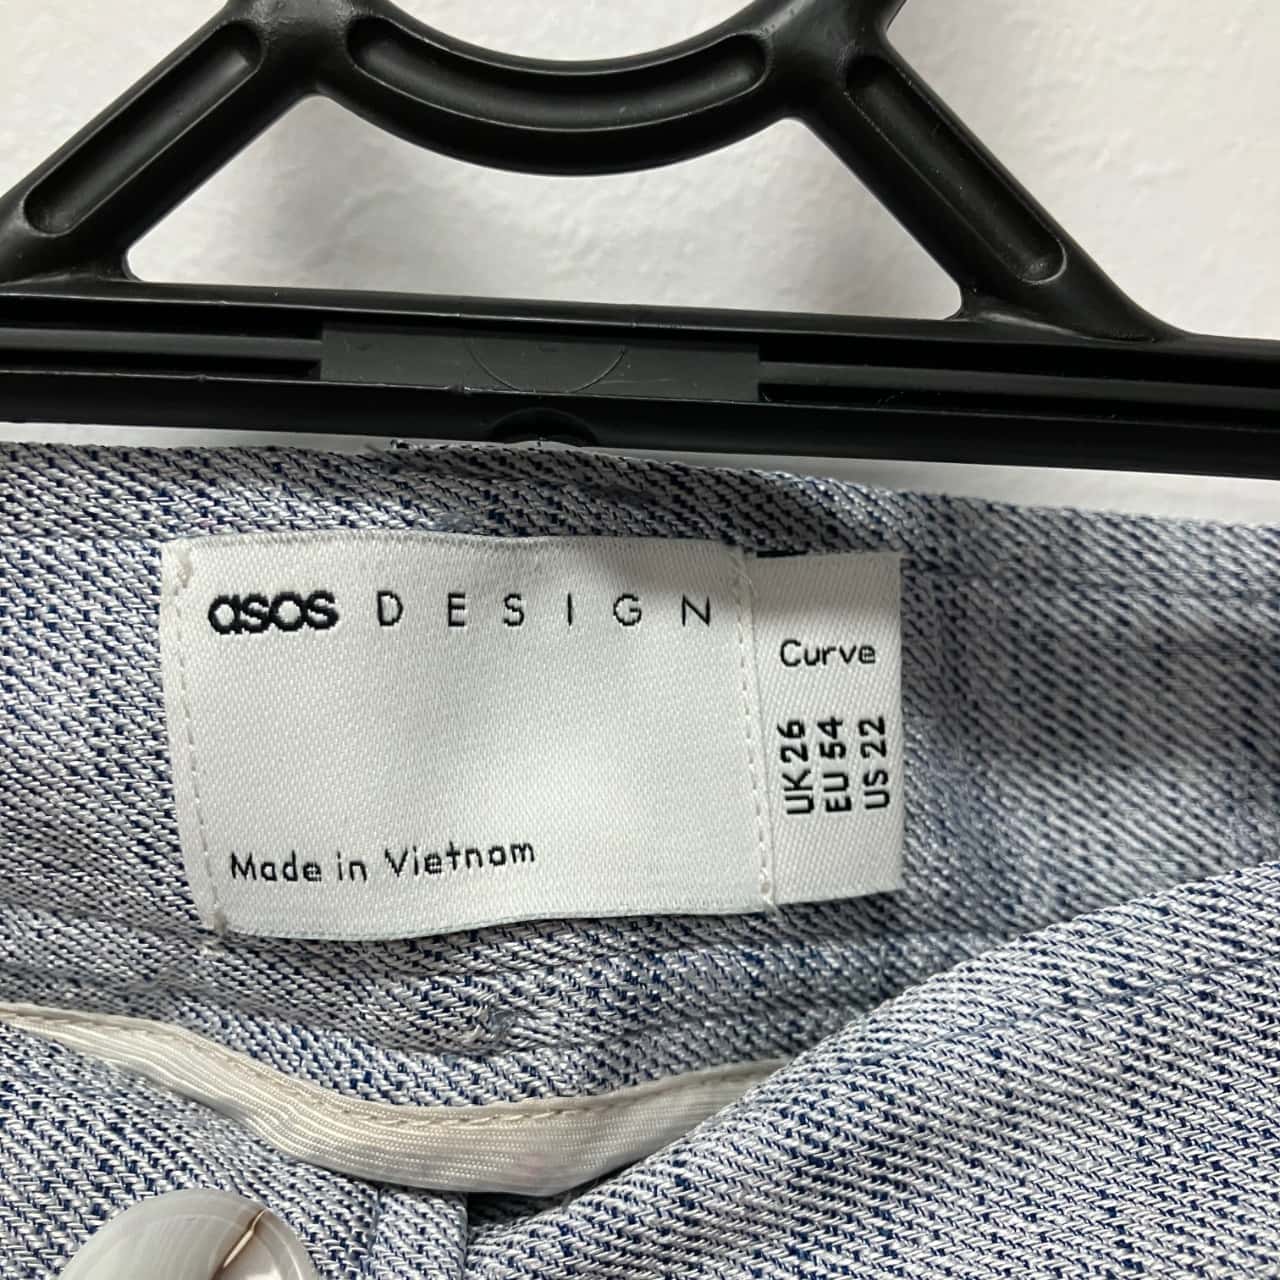 asos DESIGN
Made in Vietnam
Curve
UK 26
EU 54
US 22